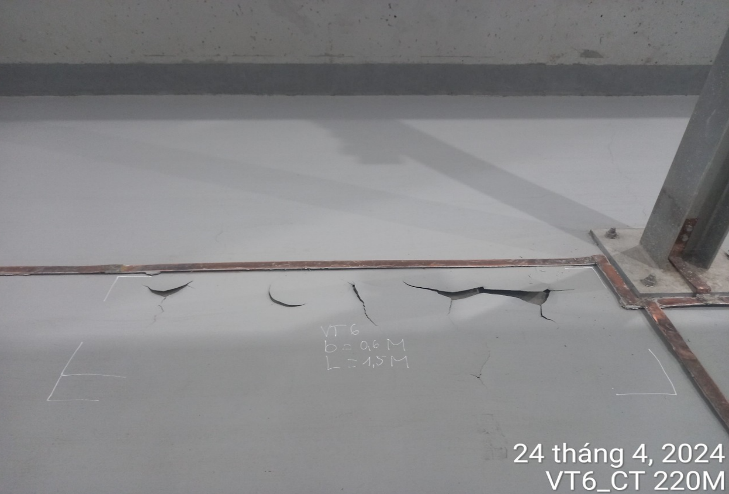 VT6
b = 0,6 M
L = 1,5 M
24 tháng 4, 2024
VT6_CT 220M